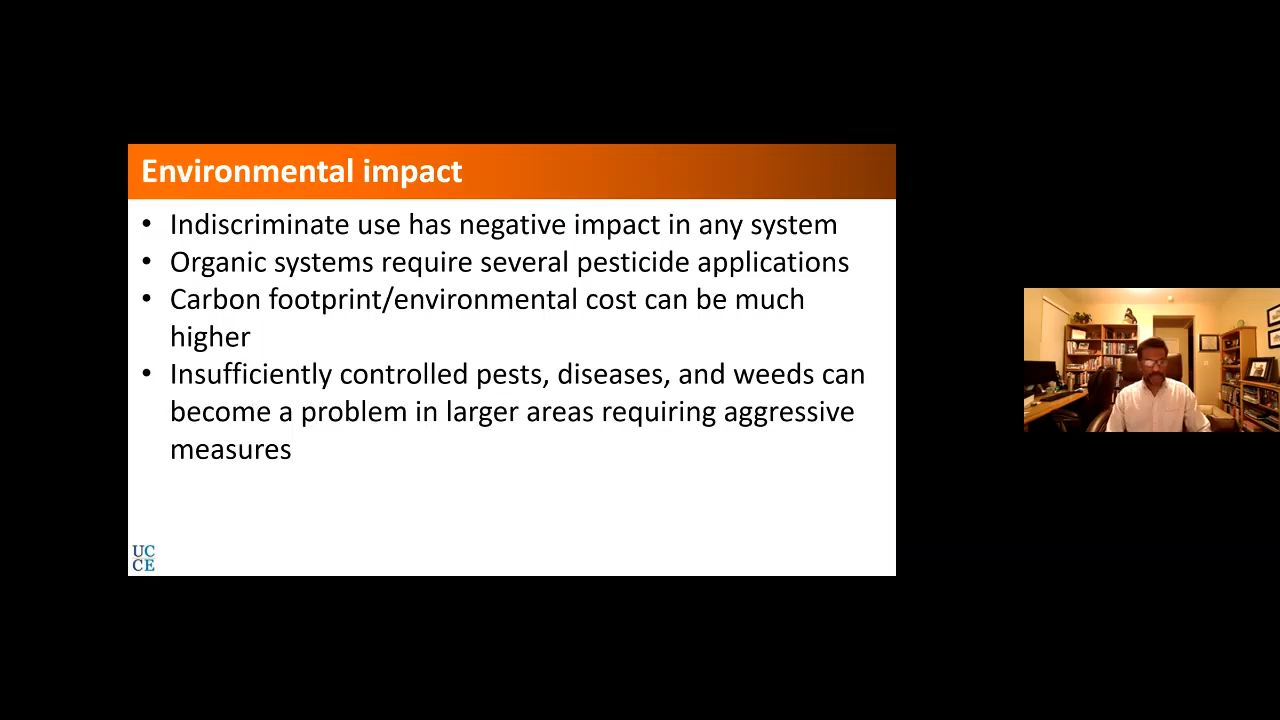 Environmental impact
• Indiscriminate use has negative impact in any system
• Organic systems require several pesticide applications
• Carbon footprint/environmental cost can be much
higher
• Insufficiently controlled pests, diseases, and weeds can
become a problem in larger areas requiring aggressive
measures
UC
CE